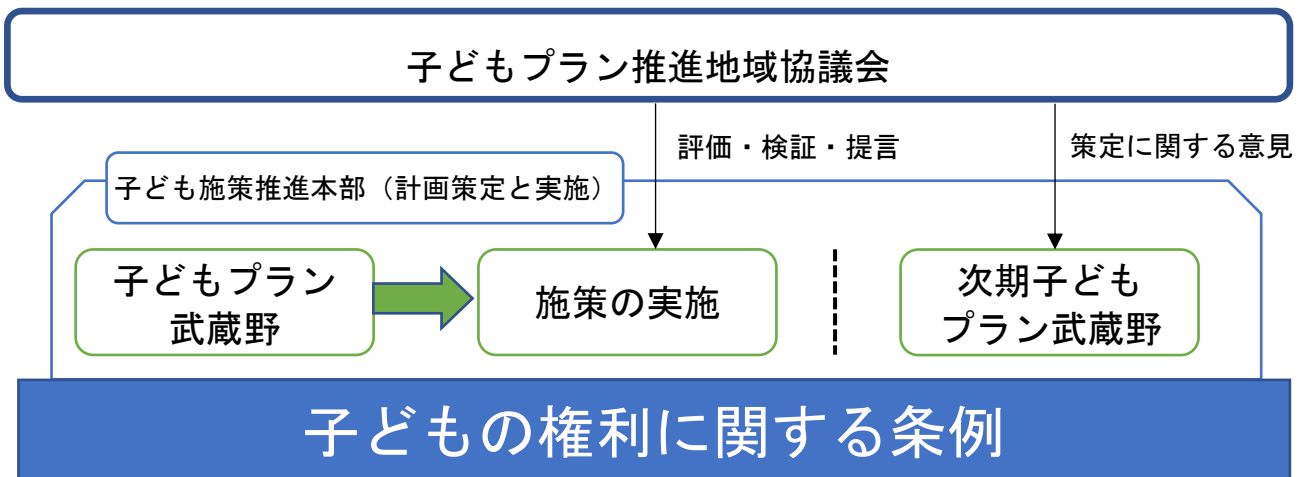 子どもプラン推進地域協議会
評価・検証・提言
策定に関する意見
子ども施策推進本部（計画策定と実施）
子どもプラン
武蔵野
施策の実施
次期子ども
プラン武蔵野
子どもの権利に関する条例